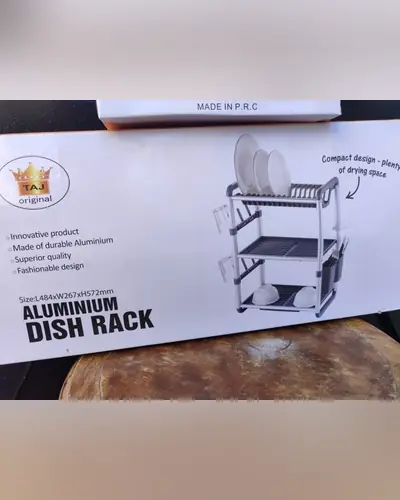 MADE IN P.R.C
TAJ
original
Compact design - plenty
of drying space
Innovative product
Made of durable Aluminium
Superior quality
Fashionable design
Size:L484xW267xH572mm
ALUMINIUM
DISH RACK